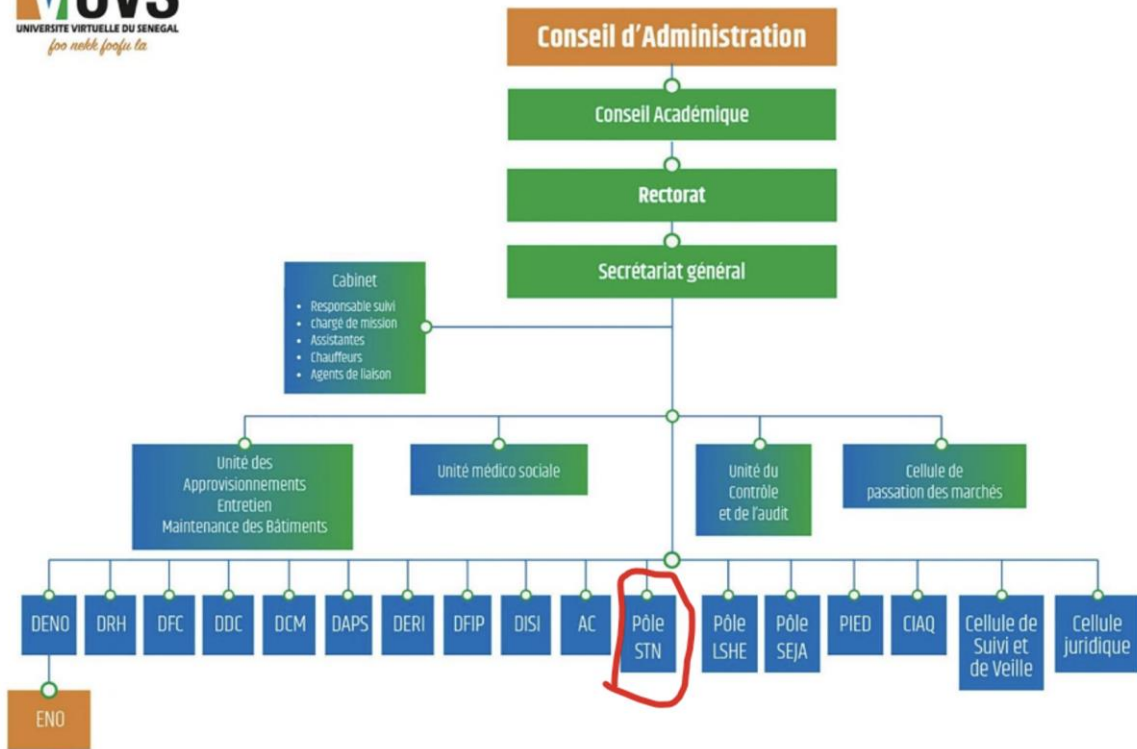 UVS
UNIVERSITE VIRTUELLE DU SENEGAL
foo nekk foofu la
Conseil d'Administration
Conseil Académique
Rectorat
Secrétariat général
Cabinet
• Responsable suivi
• chargé de mission
• Assistantes
• Chauffeurs
• Agents de liaison
Unité des
Approvisionnements
Entretien
Maintenance des Bâtiments
Unité médico sociale
Unité du
Contrôle
et de l'audit
Cellule de
passation des marchés
DENO
DRH
DFC
DDC
DCM
DAPS
DERI
DFIP
DISI
AC
Pôle
STN
Pôle
LSHE
Pôle
SEJA
PIED
CIAQ
Cellule de
Suivi et
de Veille
Cellule
juridique
ENO